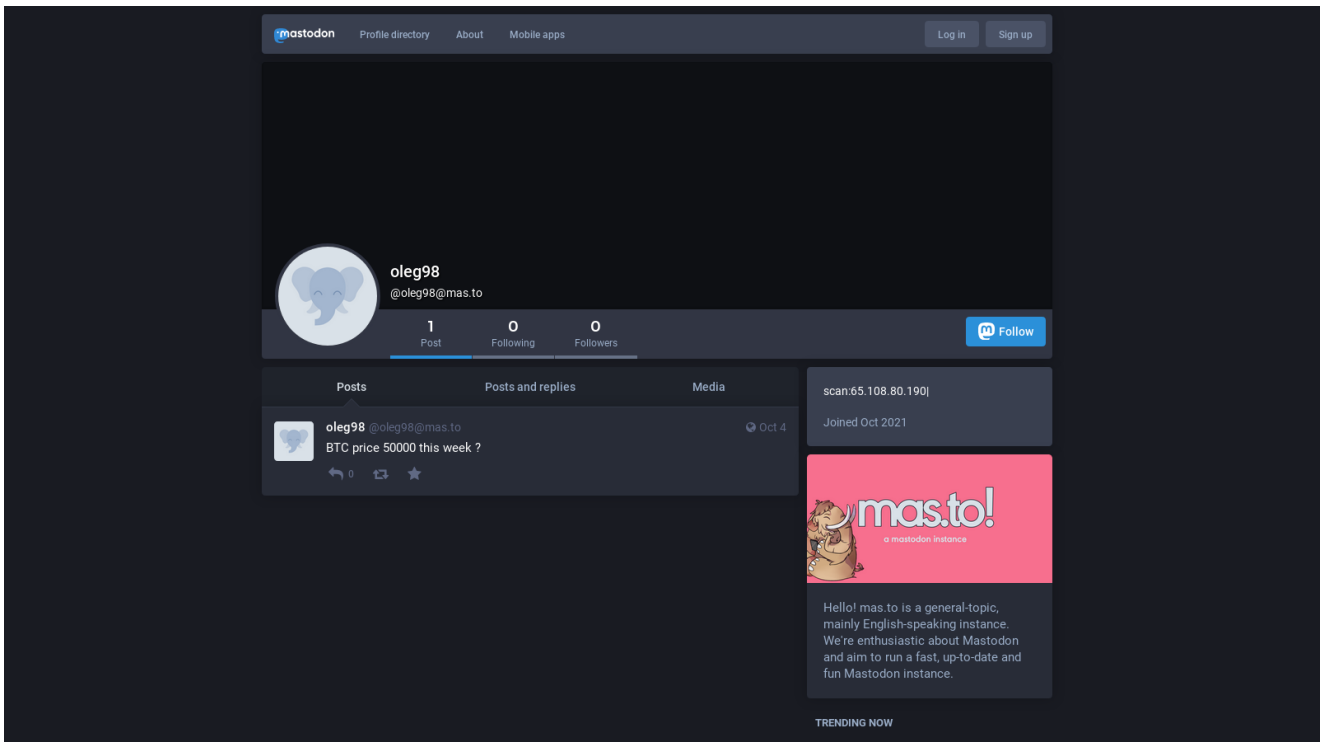 mastodon Profile directory About Mobile apps Log in Sign up
oleg98
@oleg98@mas.to
1 0 0
Post Following Followers
Follow
Posts Posts and replies Media
oleg98 @oleg98@mas.to Oct 4
BTC price 50000 this week ?
0
scan:65.108.80.190|
Joined Oct 2021
mas.to!
a mastodon instance
Hello! mas.to is a general-topic,
mainly English-speaking instance.
We're enthusiastic about Mastodon
and aim to run a fast, up-to-date and
fun Mastodon instance.
TRENDING NOW